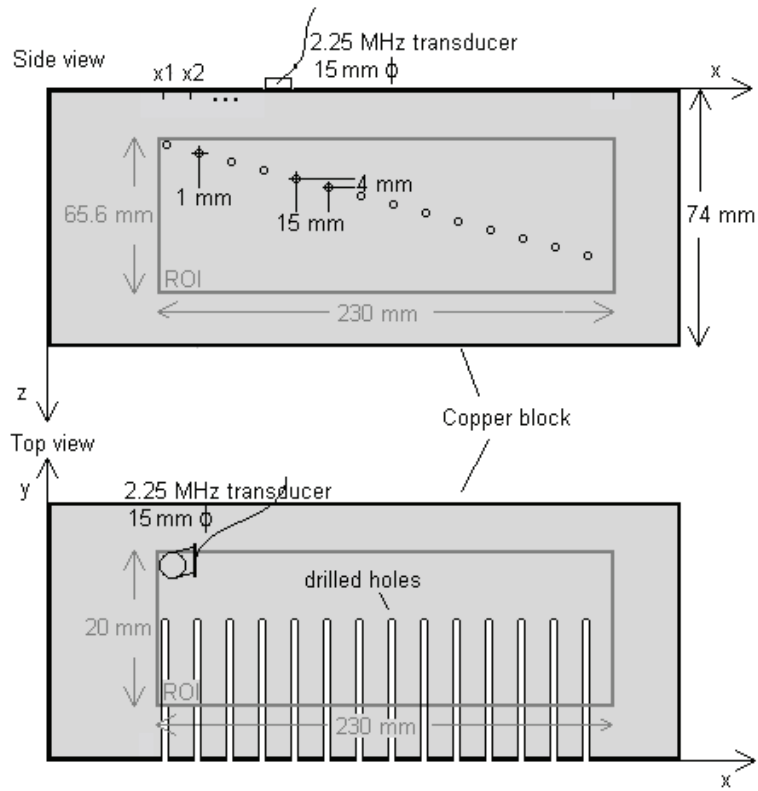 2.25 MHz transducer
Side view
15 mm ϕ
x1 x2
x
...
1 mm
4 mm
15 mm
65.6 mm
74 mm
ROI
230 mm
z
Copper block
Top view
y
2.25 MHz transducer
15 mm ϕ
drilled holes
20 mm
ROI
230 mm
x